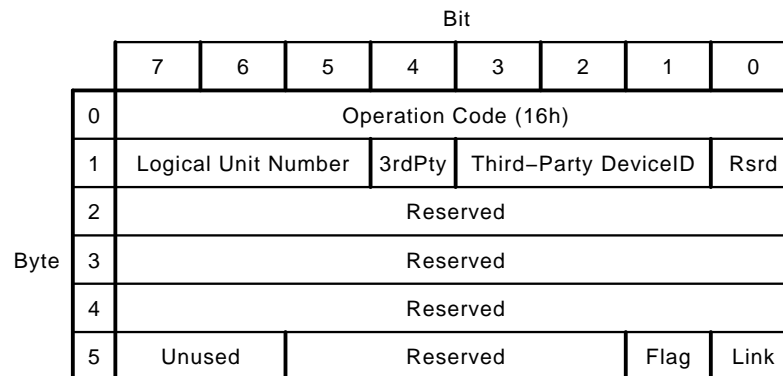 Bit
7 6 5 4 3 2 1 0
0 Operation Code (16h)
1 Logical Unit Number 3rdPty Third−Party DeviceID Rsrd
2 Reserved
Byte 3 Reserved
4 Reserved
5 Unused Reserved Flag Link